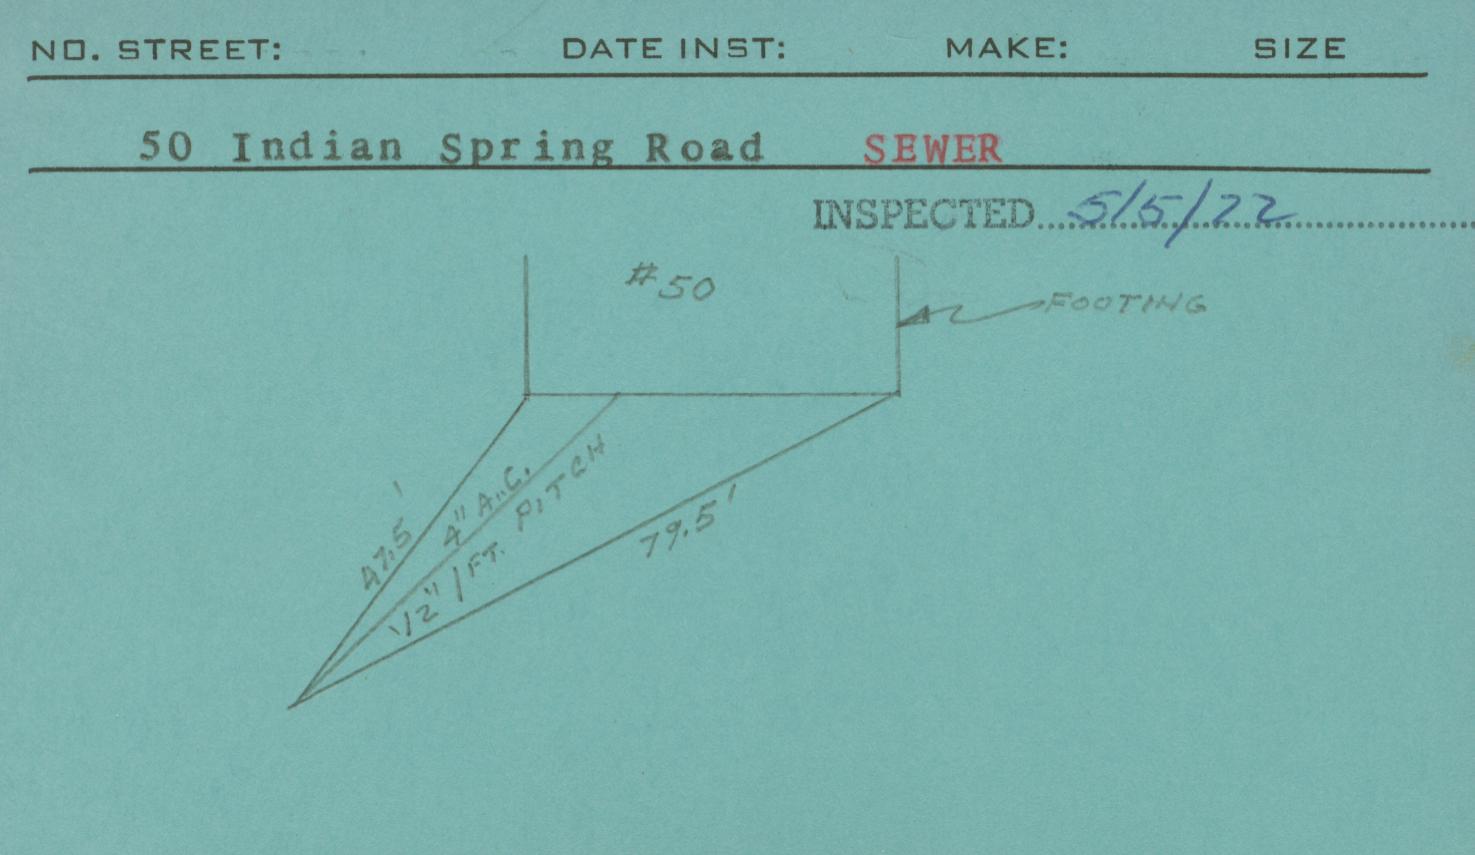 NO. STREET: DATE INST: MAKE: SIZE
50 Indian Spring Road SEWER
INSPECTED 5/5/22
#50
FOOTING
47.5'
4" A.C.
1/2" / FT. PITCH
79.5'